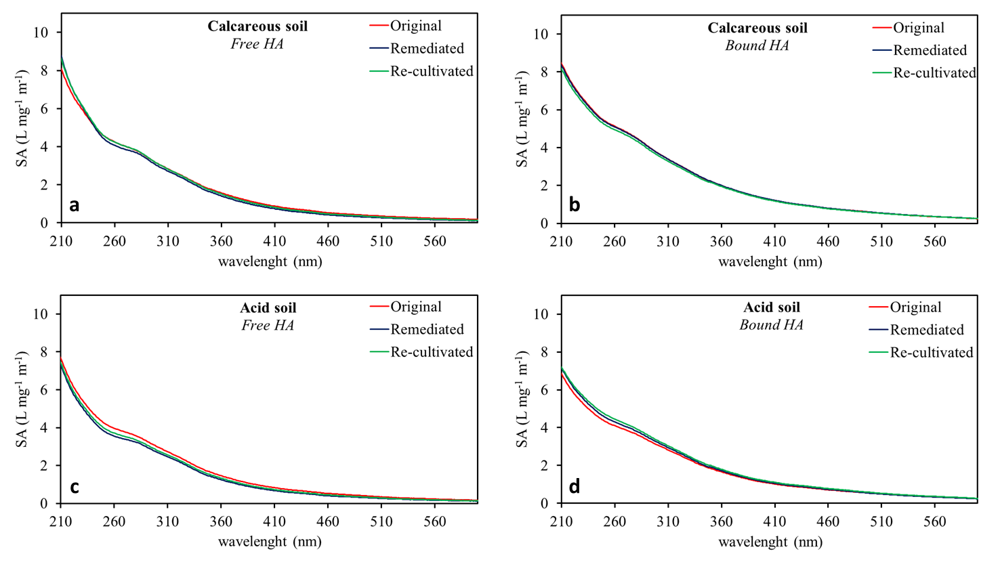 Calcareous soil
Free HA
Original
Remediated
Re-cultivated
10
8
6
4
2
0
SA (L mg-1 m-1)
a
210 260 310 360 410 460 510 560
wavelenght (nm)
Calcareous soil
Bound HA
Original
Remediated
Re-cultivated
10
8
6
4
2
0
SA (L mg-1 m-1)
b
210 260 310 360 410 460 510 560
wavelenght (nm)
Acid soil
Free HA
Original
Remediated
Re-cultivated
10
8
6
4
2
0
SA (L mg-1 m-1)
c
210 260 310 360 410 460 510 560
wavelenght (nm)
Acid soil
Bound HA
Original
Remediated
Re-cultivated
10
8
6
4
2
0
SA (L mg-1 m-1)
d
210 260 310 360 410 460 510 560
wavelenght (nm)